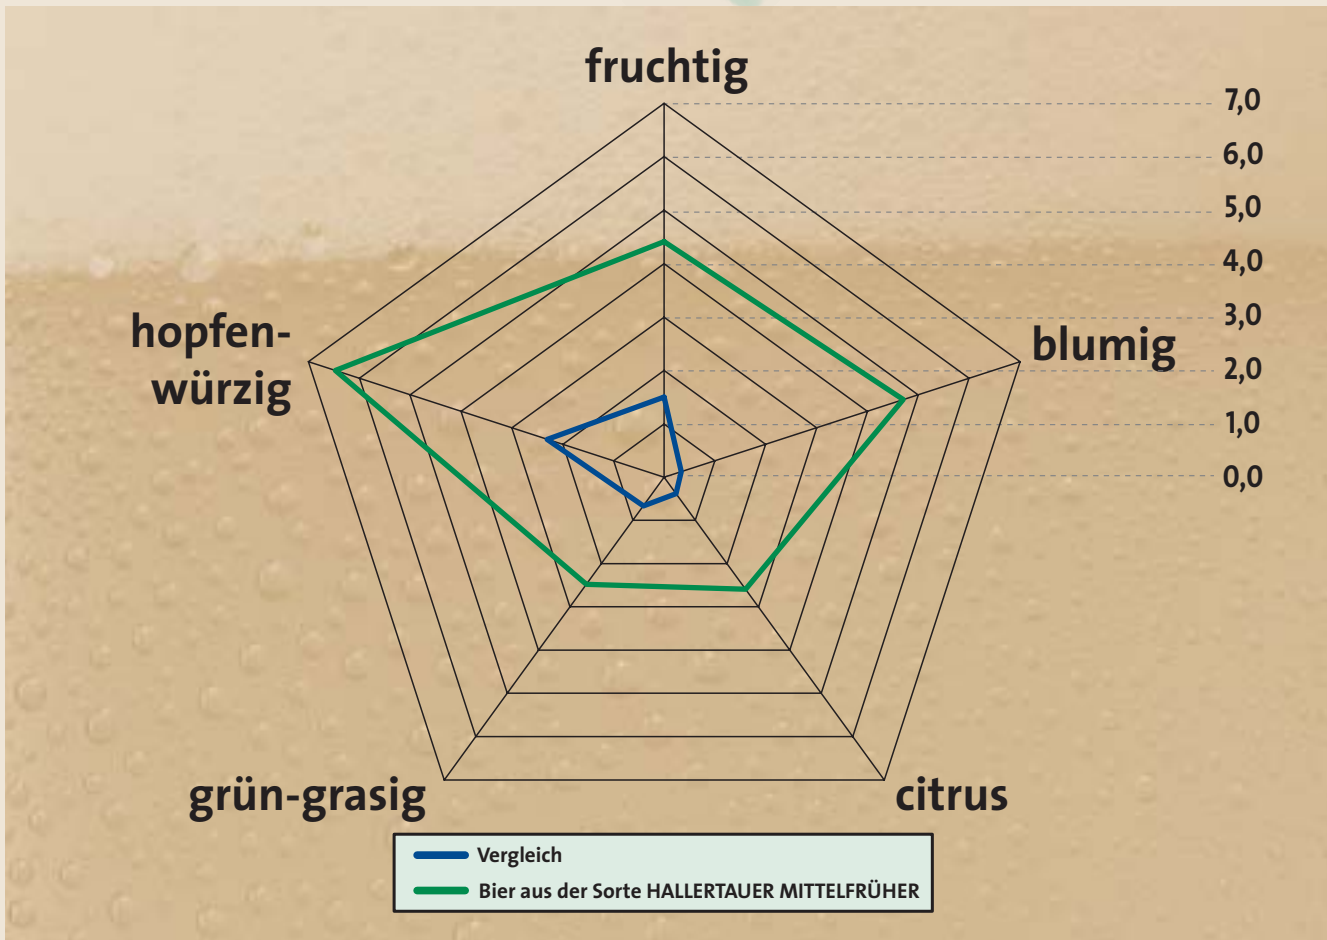 fruchtig
7,0
6,0
5,0
4,0
3,0
2,0
1,0
0,0
hopfen-
würzig
blumig
grün-grasig
citrus
Vergleich
Bier aus der Sorte HALLERTAUER MITTELFRÜHER